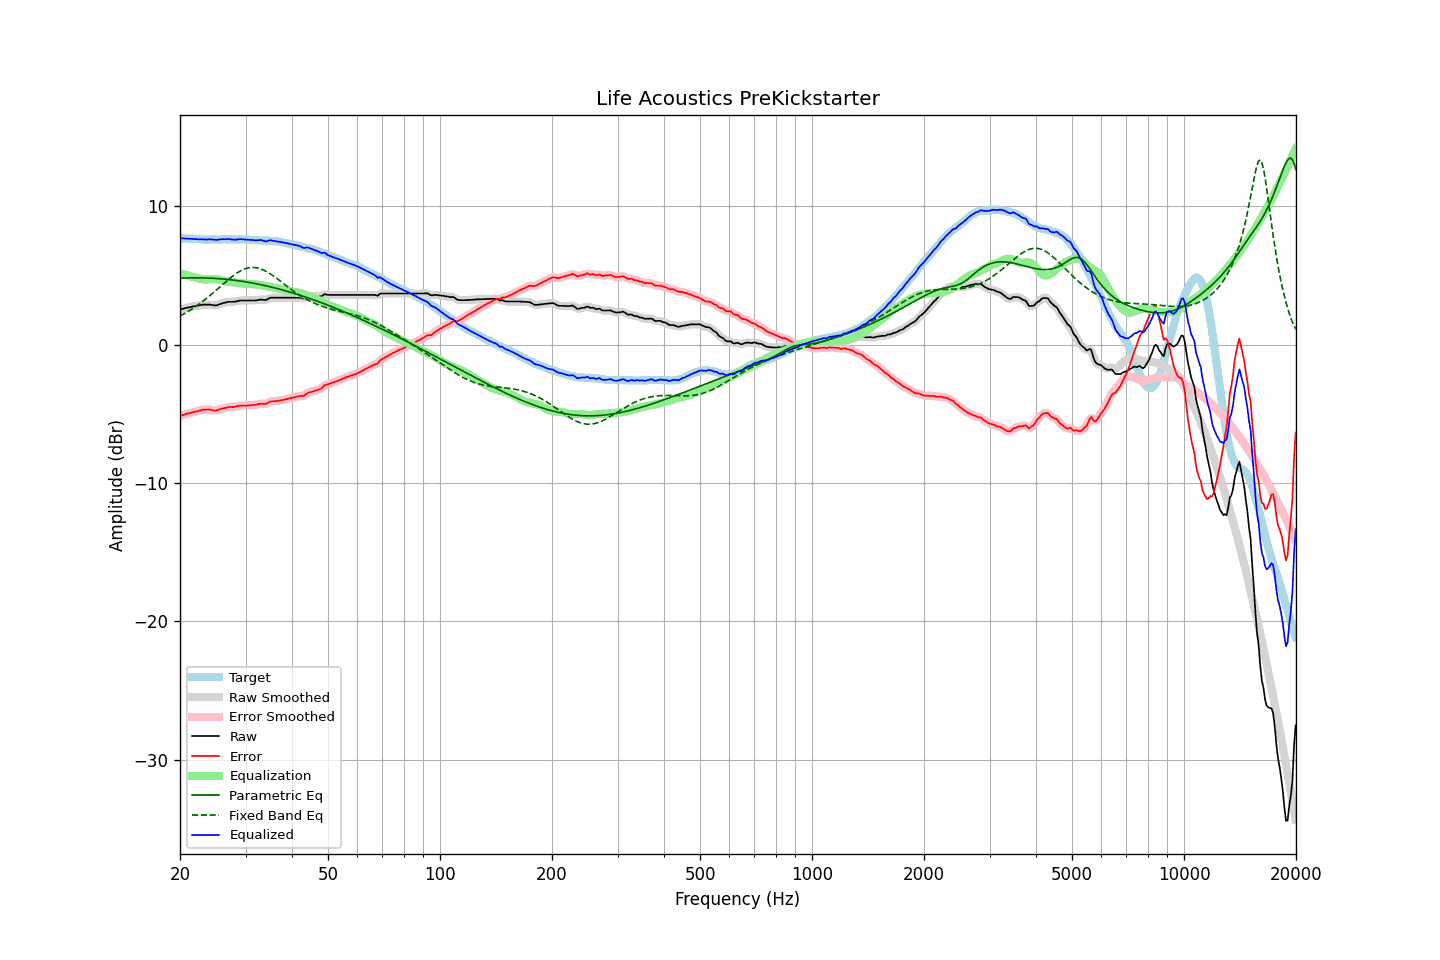 Life Acoustics PreKickstarter
Amplitude (dBr)
10
0
−10
−20
−30
Target
Raw Smoothed
Error Smoothed
Raw
Error
Equalization
Parametric Eq
Fixed Band Eq
Equalized
20 50 100 200 500 1000 2000 5000 10000 20000
Frequency (Hz)